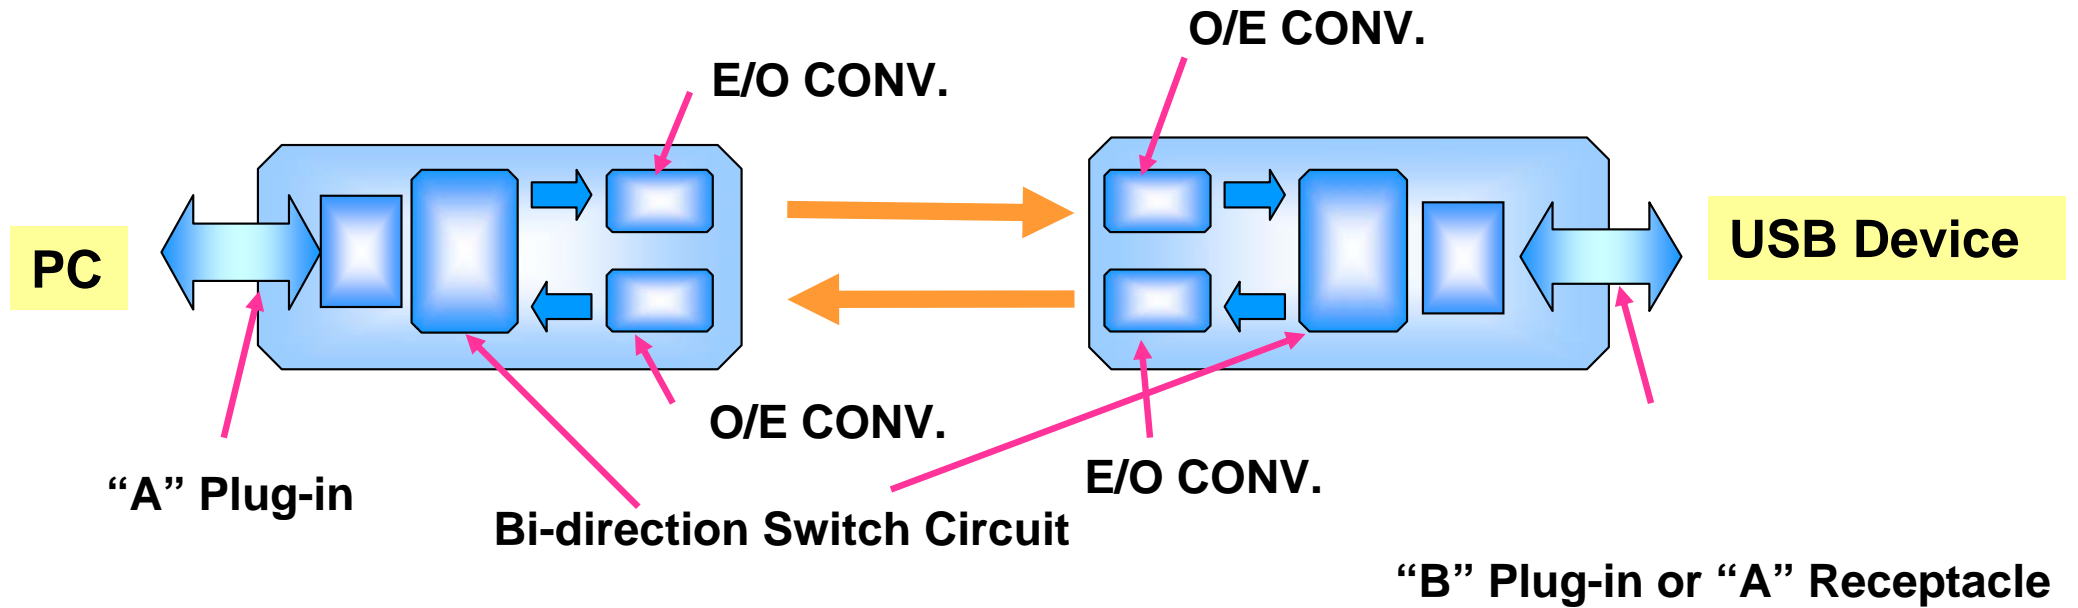 O/E CONV.
E/O CONV.
PC
USB Device
O/E CONV.
E/O CONV.
“A” Plug-in
Bi-direction Switch Circuit
“B” Plug-in or “A” Receptacle